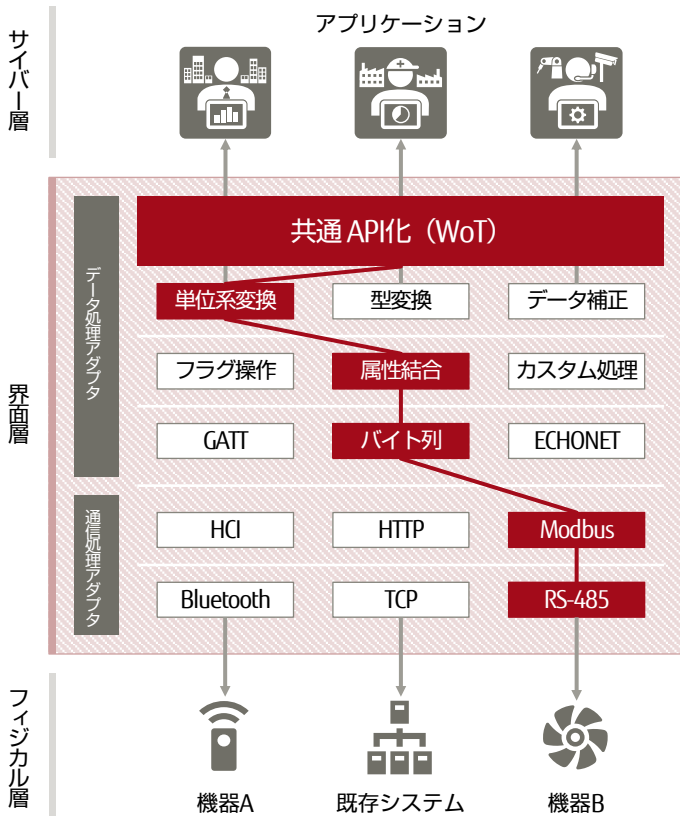 アプリケーション
サイバー層
共通API化（WoT）
データ処理アダプタ
単位系変換
型変換
データ補正
フラグ操作
属性結合
カスタム処理
界面層
GATT
バイト列
ECHONET
通信処理アダプタ
HCI
HTTP
Modbus
Bluetooth
TCP
RS-485
フィジカル層
機器A
既存システム
機器B